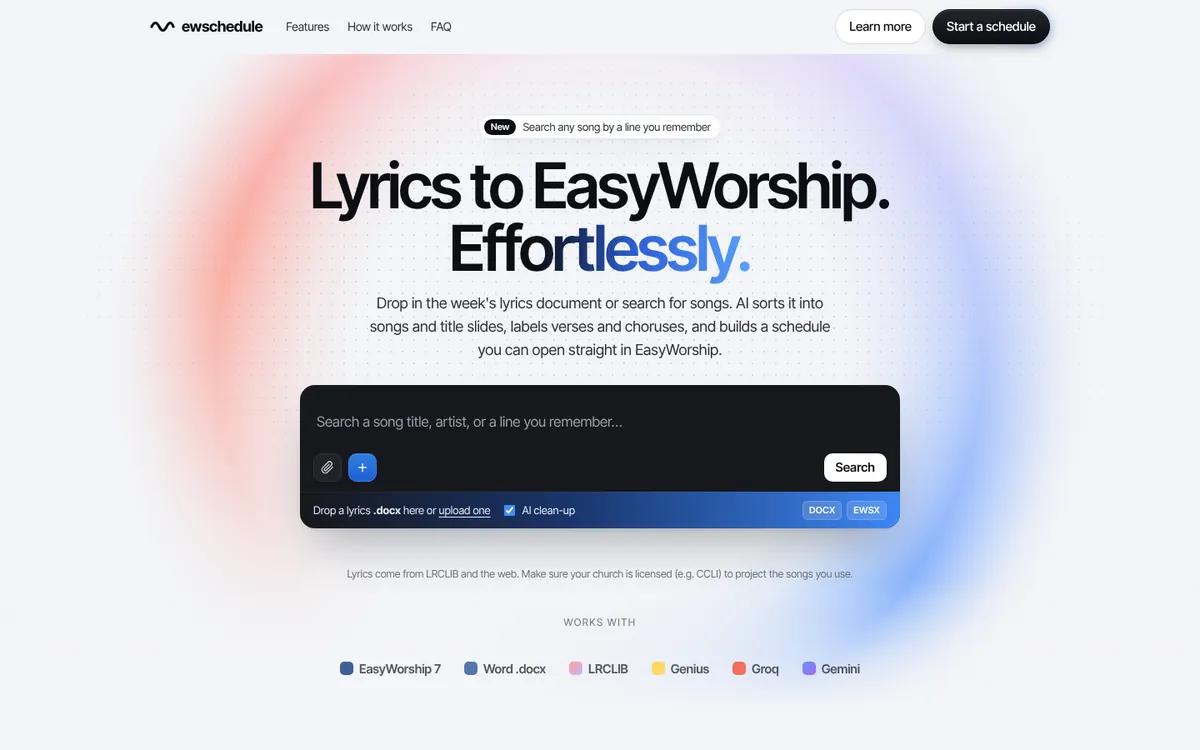 ewschedule Features How it works FAQ Learn more Start a schedule
New Search any song by a line you remember
Lyrics to EasyWorship.
Effortlessly.
Drop in the week's lyrics document or search for songs. AI sorts it into
songs and title slides, labels verses and choruses, and builds a schedule
you can open straight in EasyWorship.
Search a song title, artist, or a line you remember...
+ Search
Drop a lyrics .docx here or upload one AI clean-up DOCX EWSX
Lyrics come from LRCLIB and the web. Make sure your church is licensed (e.g. CCLI) to project the songs you use.
WORKS WITH
EasyWorship 7 Word .docx LRCLIB Genius Groq Gemini